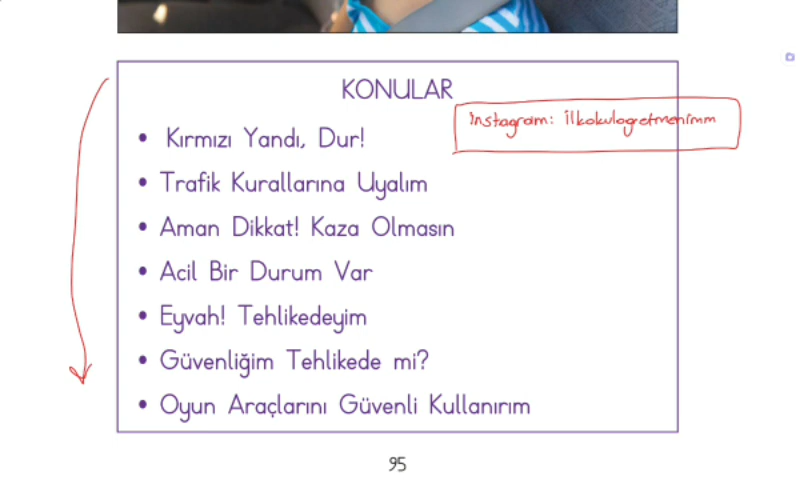 KONULAR
Instagram: ilkokulogretmenimm
• Kırmızı Yandı, Dur!
• Trafik Kurallarına Uyalım
• Aman Dikkat! Kaza Olmasın
• Acil Bir Durum Var
• Eyvah! Tehlikedeyim
• Güvenliğim Tehlikede mi?
• Oyun Araçlarını Güvenli Kullanırım
95